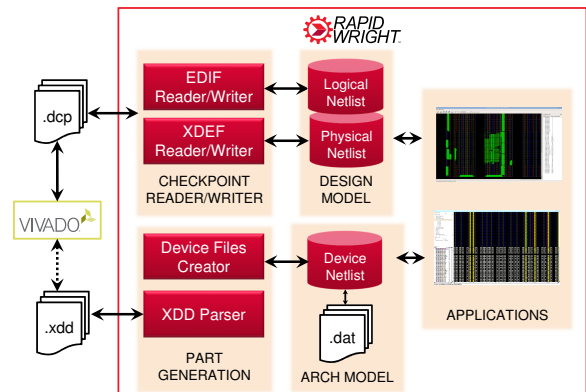 RAPID
WRIGHT™
EDIF
Reader/Writer
Logical
Netlist
.dcp
XDEF
Reader/Writer
Physical
Netlist
CHECKPOINT
READER/WRITER
DESIGN
MODEL
VIVADO
Device Files
Creator
Device
Netlist
.xdd
XDD Parser
.dat
APPLICATIONS
PART
GENERATION
ARCH MODEL